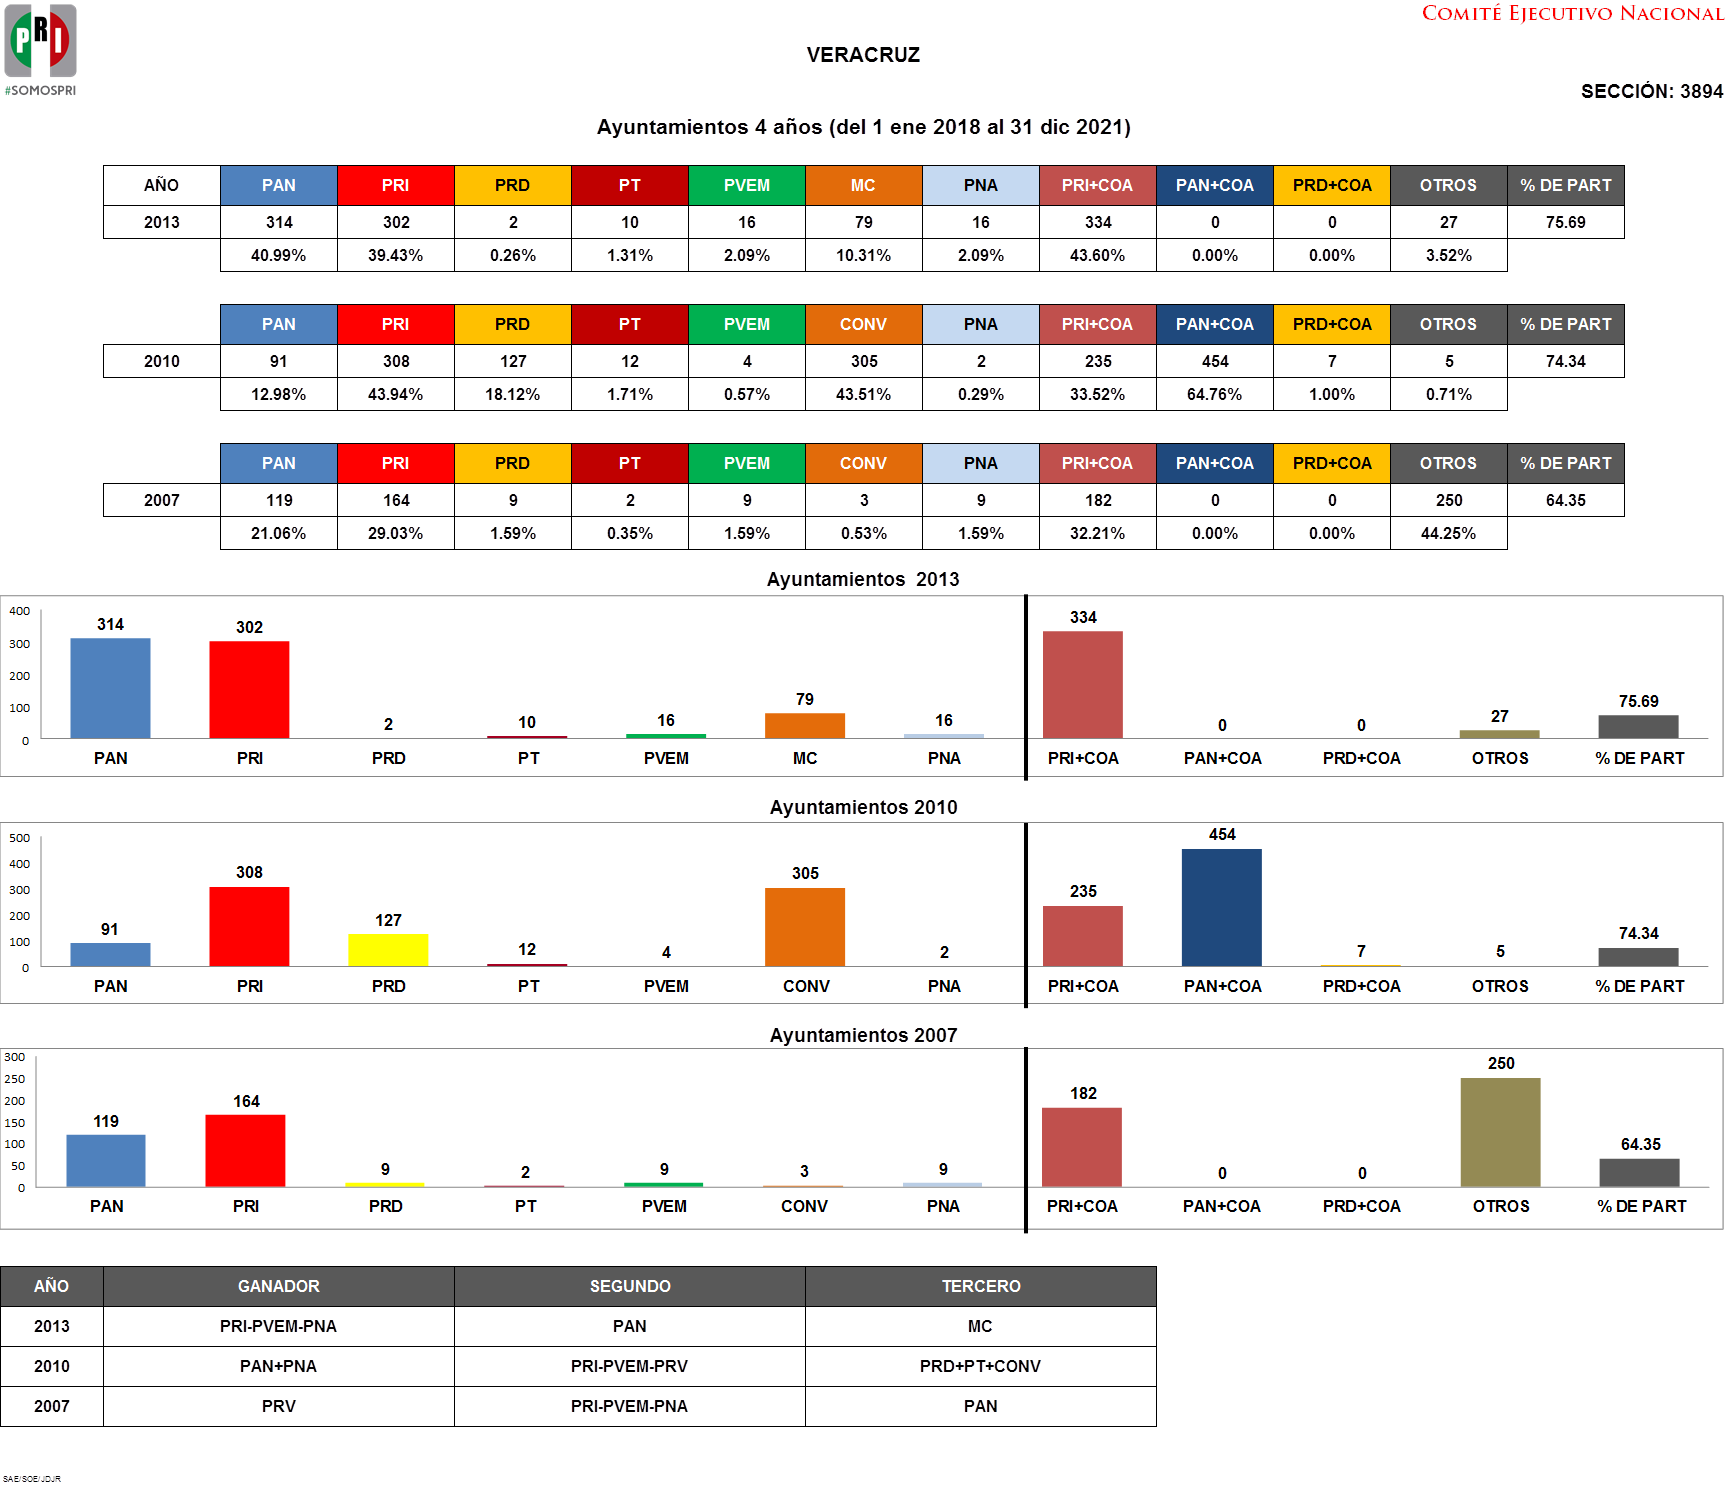 PRI
#SOMOSPRI
COMITÉ EJECUTIVO NACIONAL
VERACRUZ
SECCIÓN: 3894
Ayuntamientos 4 años (del 1 ene 2018 al 31 dic 2021)
AÑO PAN PRI PRD PT PVEM MC PNA PRI+COA PAN+COA PRD+COA OTROS % DE PART
2013 314 302 2 10 16 79 16 334 0 0 27 75.69
40.99% 39.43% 0.26% 1.31% 2.09% 10.31% 2.09% 43.60% 0.00% 0.00% 3.52%
PAN PRI PRD PT PVEM CONV PNA PRI+COA PAN+COA PRD+COA OTROS % DE PART
2010 91 308 127 12 4 305 2 235 454 7 5 74.34
12.98% 43.94% 18.12% 1.71% 0.57% 43.51% 0.29% 33.52% 64.76% 1.00% 0.71%
PAN PRI PRD PT PVEM CONV PNA PRI+COA PAN+COA PRD+COA OTROS % DE PART
2007 119 164 9 2 9 3 9 182 0 0 250 64.35
21.06% 29.03% 1.59% 0.35% 1.59% 0.53% 1.59% 32.21% 0.00% 0.00% 44.25%
Ayuntamientos 2013
400
300
200
100
0
314 302 2 10 16 79 16 334 0 0 27 75.69
PAN PRI PRD PT PVEM MC PNA PRI+COA PAN+COA PRD+COA OTROS % DE PART
Ayuntamientos 2010
500
400
300
200
100
0
91 308 127 12 4 305 2 235 454 7 5 74.34
PAN PRI PRD PT PVEM CONV PNA PRI+COA PAN+COA PRD+COA OTROS % DE PART
Ayuntamientos 2007
300
250
200
150
100
50
0
119 164 9 2 9 3 9 182 0 0 250 64.35
PAN PRI PRD PT PVEM CONV PNA PRI+COA PAN+COA PRD+COA OTROS % DE PART
AÑO GANADOR SEGUNDO TERCERO
2013 PRI-PVEM-PNA PAN MC
2010 PAN+PNA PRI-PVEM-PRV PRD+PT+CONV
2007 PRV PRI-PVEM-PNA PAN
SAE/SOE/JDJR